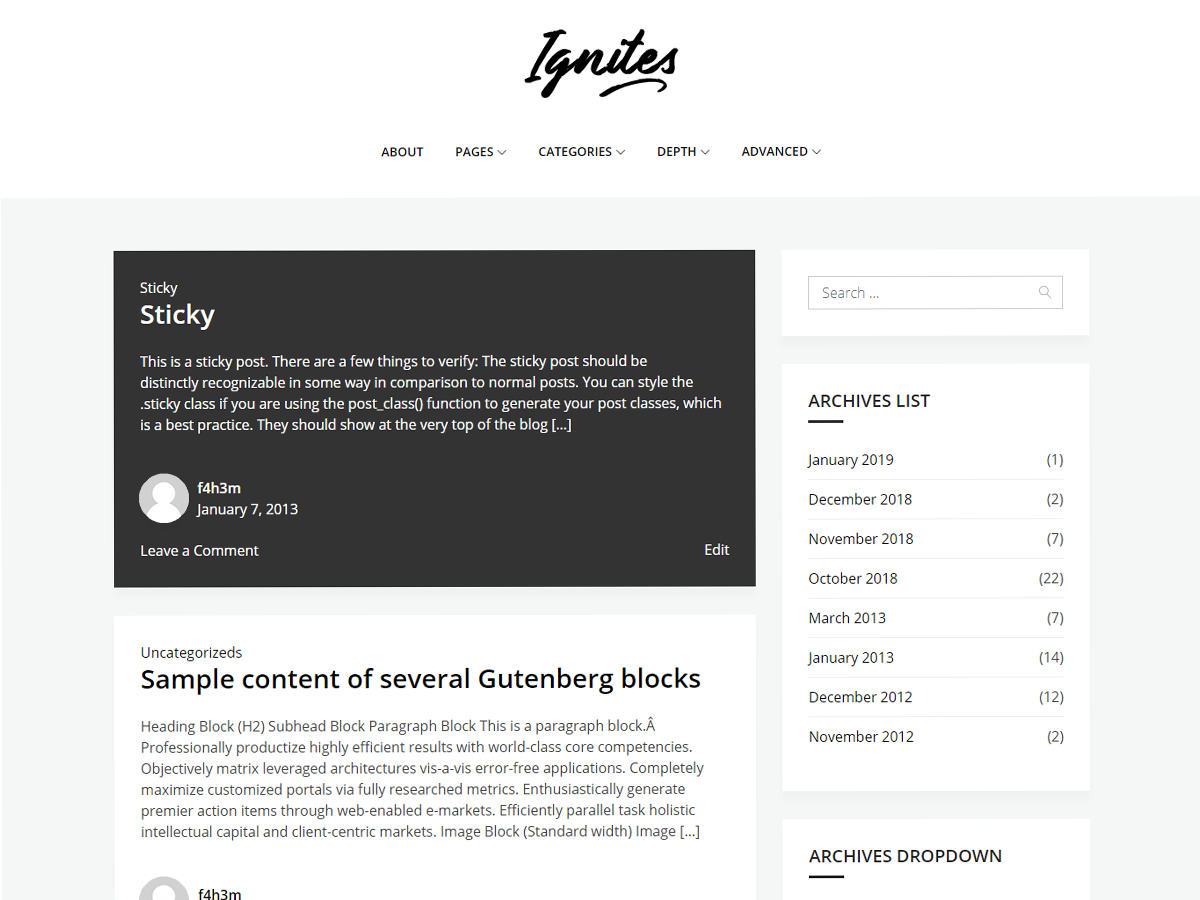 Ignites
ABOUT PAGES CATEGORIES DEPTH ADVANCED
Sticky
Sticky
This is a sticky post. There are a few things to verify: The sticky post should be
distinctly recognizable in some way in comparison to normal posts. You can style the
.sticky class if you are using the post_class() function to generate your post classes, which
is a best practice. They should show at the very top of the blog [...]
f4h3m
January 7, 2013
Leave a Comment Edit
Uncategorizeds
Sample content of several Gutenberg blocks
Heading Block (H2) Subhead Block Paragraph Block This is a paragraph block.Â
Professionally productize highly efficient results with world-class core competencies.
Objectively matrix leveraged architectures vis-a-vis error-free applications. Completely
maximize customized portals via fully researched metrics. Enthusiastically generate
premier action items through web-enabled e-markets. Efficiently parallel task holistic
intellectual capital and client-centric markets. Image Block (Standard width) Image [...]
f4h3m
Search ...
ARCHIVES LIST
January 2019 (1)
December 2018 (2)
November 2018 (7)
October 2018 (22)
March 2013 (7)
January 2013 (14)
December 2012 (12)
November 2012 (2)
ARCHIVES DROPDOWN